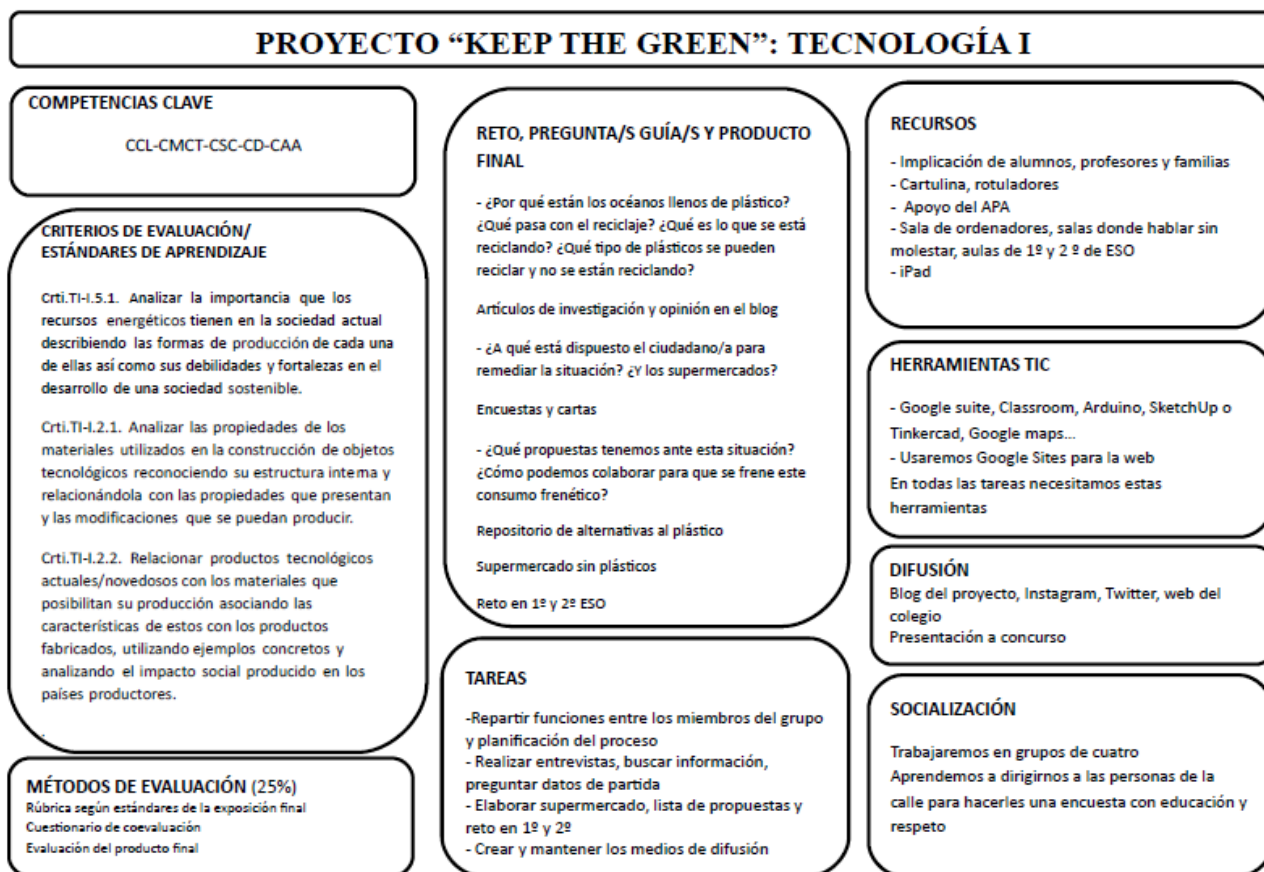 PROYECTO “KEEP THE GREEN”: TECNOLOGÍA I
COMPETENCIAS CLAVE
CCL-CMCT-CSC-CD-CAA
CRITERIOS DE EVALUACIÓN/
ESTÁNDARES DE APRENDIZAJE
Crti.TI-I.5.1. Analizar la importancia que los
recursos energéticos tienen en la sociedad actual
describiendo las formas de producción de cada una
de ellas así como sus debilidades y fortalezas en el
desarrollo de una sociedad sostenible.
Crti.TI-I.2.1. Analizar las propiedades de los
materiales utilizados en la construcción de objetos
tecnológicos reconociendo su estructura interna y
relacionándola con las propiedades que presentan
y las modificaciones que se puedan producir.
Crti.TI-I.2.2. Relacionar productos tecnológicos
actuales/novedosos con los materiales que
posibilitan su producción asociando las
características de estos con los productos
fabricados, utilizando ejemplos concretos y
analizando el impacto social producido en los
países productores.
.
MÉTODOS DE EVALUACIÓN (25%)
Rúbrica según estándares de la exposición final
Cuestionario de coevaluación
Evaluación del producto final
RETO, PREGUNTA/S GUÍA/S Y PRODUCTO
FINAL
- ¿Por qué están los océanos llenos de plástico?
¿Qué pasa con el reciclaje? ¿Qué es lo que se está
reciclando? ¿Qué tipo de plásticos se pueden
reciclar y no se están reciclando?
Artículos de investigación y opinión en el blog
- ¿A qué está dispuesto el ciudadano/a para
remediar la situación? ¿Y los supermercados?
Encuestas y cartas
- ¿Qué propuestas tenemos ante esta situación?
¿Cómo podemos colaborar para que se frene este
consumo frenético?
Repositorio de alternativas al plástico
Supermercado sin plásticos
Reto en 1º y 2º ESO
TAREAS
-Repartir funciones entre los miembros del grupo
y planificación del proceso
- Realizar entrevistas, buscar información,
preguntar datos de partida
- Elaborar supermercado, lista de propuestas y
reto en 1º y 2º
- Crear y mantener los medios de difusión
RECURSOS
- Implicación de alumnos, profesores y familias
- Cartulina, rotuladores
- Apoyo del APA
- Sala de ordenadores, salas donde hablar sin
molestar, aulas de 1º y 2 º de ESO
- iPad
HERRAMIENTAS TIC
- Google suite, Classroom, Arduino, SketchUp o
Tinkercad, Google maps...
- Usaremos Google Sites para la web
En todas las tareas necesitamos estas
herramientas
DIFUSIÓN
Blog del proyecto, Instagram, Twitter, web del
colegio
Presentación a concurso
SOCIALIZACIÓN
Trabajaremos en grupos de cuatro
Aprendemos a dirigirnos a las personas de la
calle para hacerles una encuesta con educación y
respeto